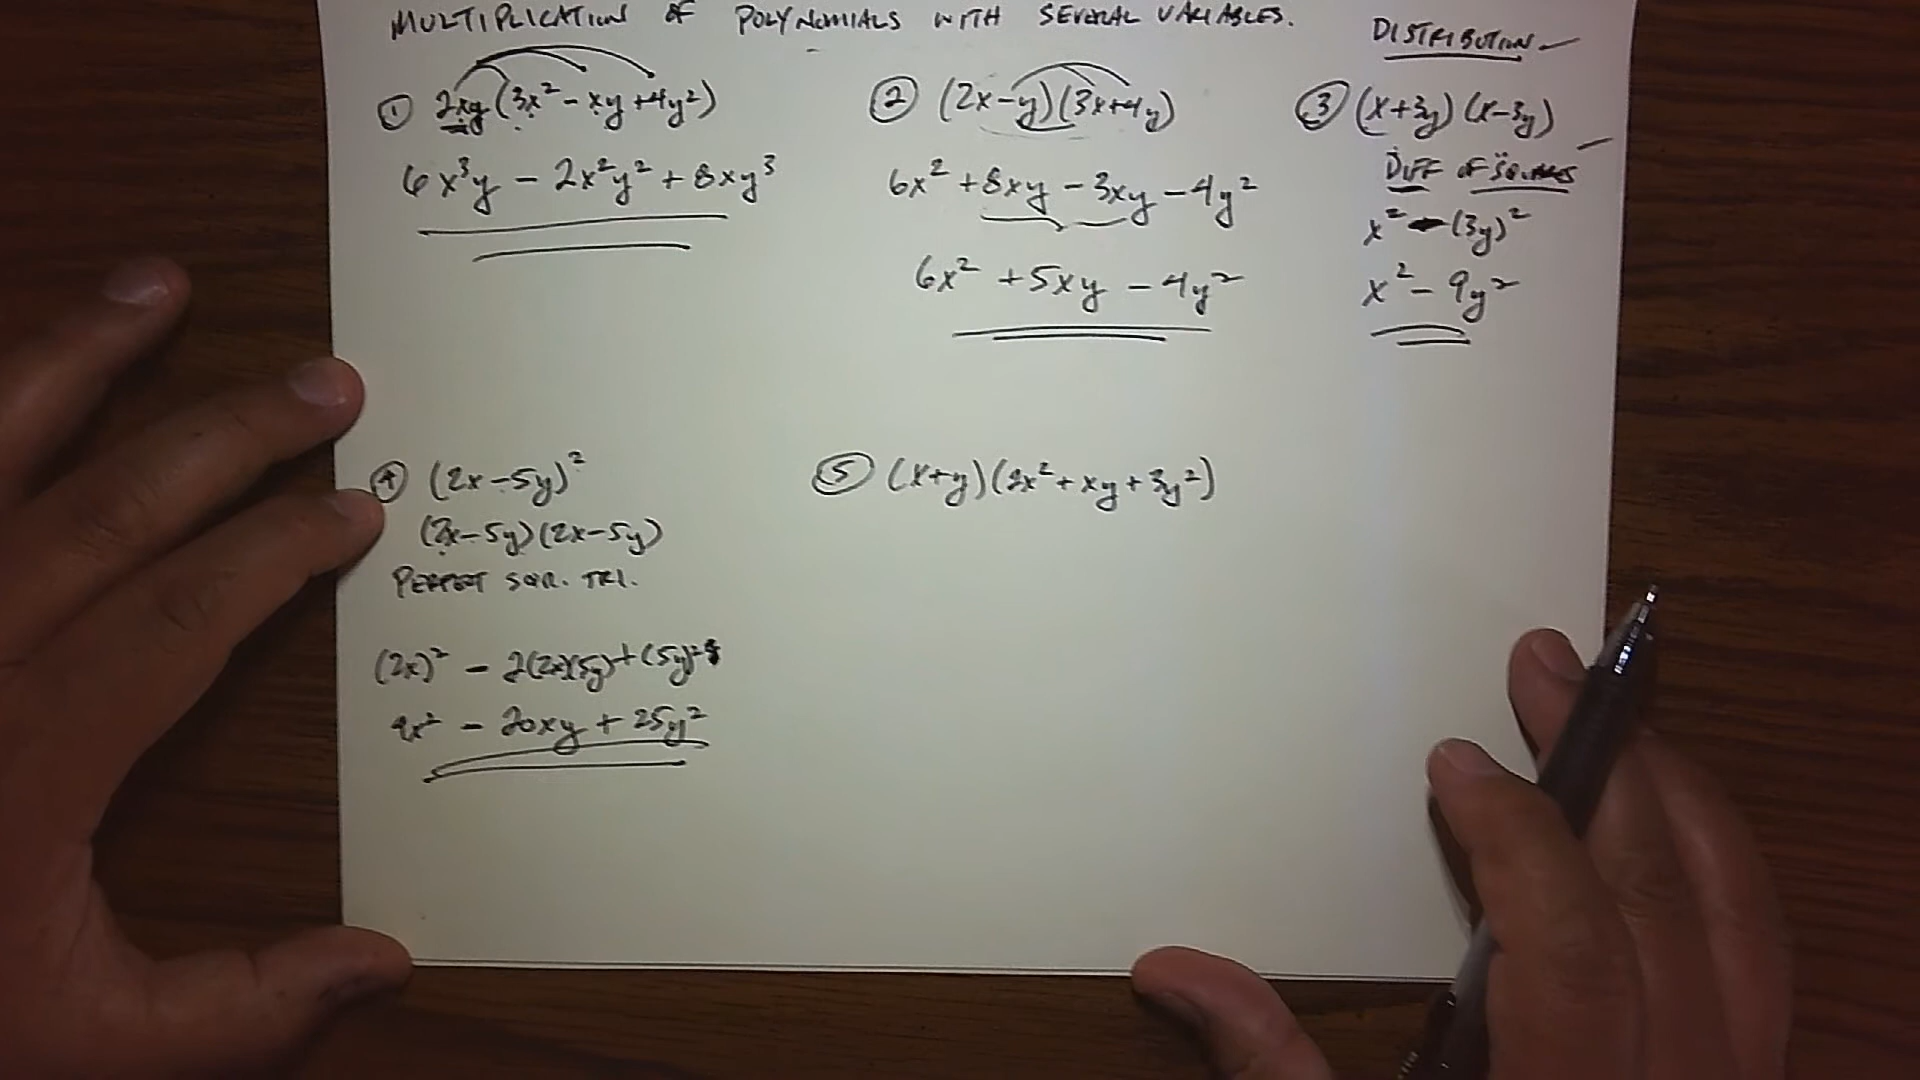 MULTIPLICATION OF POLYNOMIALS WITH SEVERAL VARIABLES.
DISTRIBUTION
① 2xy(3x² - xy + 4y²)
6x³y - 2x²y² + 8xy³
② (2x-y)(3x+4y)
6x² + 8xy - 3xy - 4y²
6x² + 5xy - 4y²
③ (x+3y)(x-3y)
DIFF OF SQUARES
x² - (3y)²
x² - 9y²
④ (2x-5y)²
(2x-5y)(2x-5y)
PERFECT SQR. TRI.
(2x)² - 2(2x)(5y) + (5y)²
4x² - 20xy + 25y²
⑤ (x+y)(2x² + xy + 3y²)